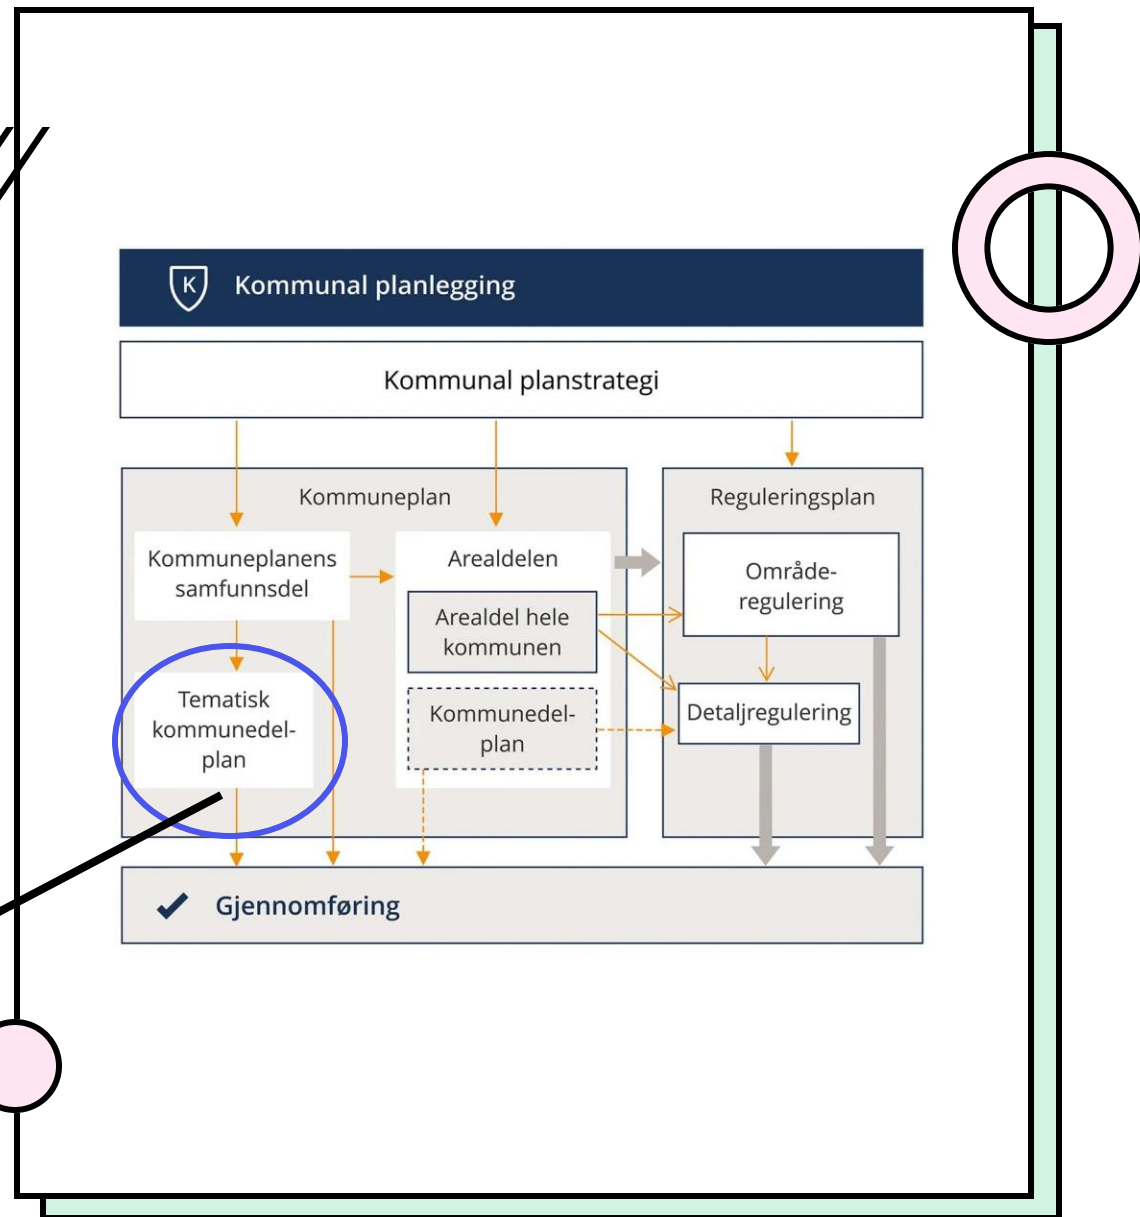 K
Kommunal planlegging
Kommunal planstrategi
Kommuneplan
Kommuneplanens
samfunnsdel
Tematisk
kommunedel-
plan
Arealdelen
Arealdel hele
kommunen
Kommunedel-
plan
Reguleringsplan
Område-
regulering
Detaljregulering
Gjennomføring